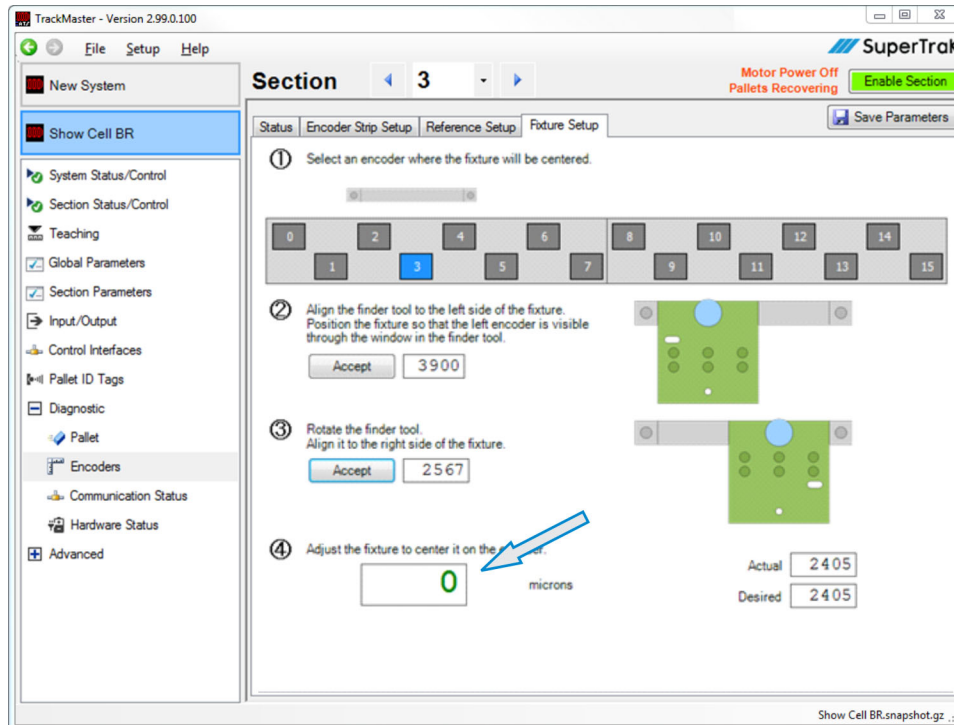 TrackMaster - Version 2.99.0.100
File Setup Help
SuperTrak
New System
Show Cell BR
Section 3
Motor Power Off
Pallets Recovering
Enable Section
Save Parameters
System Status/Control
Section Status/Control
Teaching
Global Parameters
Section Parameters
Input/Output
Control Interfaces
Pallet ID Tags
Diagnostic
Pallet
Encoders
Communication Status
Hardware Status
Advanced
Status Encoder Strip Setup Reference Setup Fixture Setup
1 Select an encoder where the fixture will be centered.
0 2 4 6 8 10 12 14
1 3 5 7 9 11 13 15
2 Align the finder tool to the left side of the fixture.
Position the fixture so that the left encoder is visible
through the window in the finder tool.
Accept 3900
3 Rotate the finder tool.
Align it to the right side of the fixture.
Accept 2567
4 Adjust the fixture to center it on the
0 microns
Actual 2405
Desired 2405
Show Cell BR.snapshot.gz